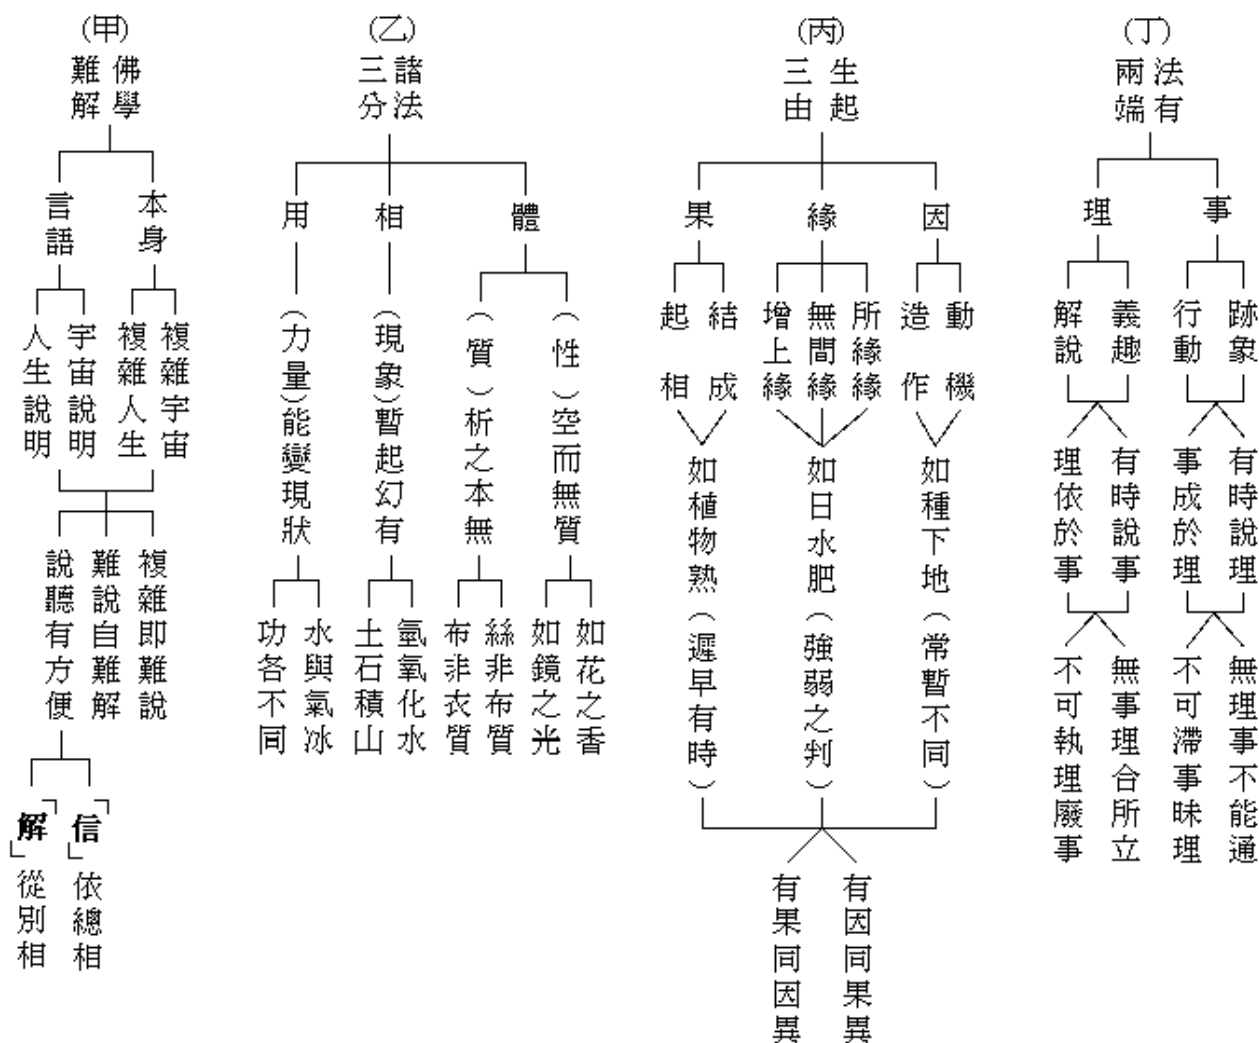 (甲)
佛學
難解
本身
言語
複雜宇宙
複雜人生
宇宙說明
人生說明
複雜即難說
難說自難解
說聽有方便
「信」依總相
「解」從別相
(乙)
諸法
三分
體
相
用
(性)空而無質
(質)析之本無
(現象)暫起幻有
(力量)能變現狀
如花之香
如鏡之光
絲非布質
布非衣質
氫氧化水
土石積山
水與氣冰
功各不同
(丙)
生起
三由
因
緣
果
動機
造作
所緣緣
無間緣
增上緣
結成
起相
如種下地(常暫不同)
如日水肥(強弱之判)
如植物熟(遲早有時)
有因同果異
有果同因異
(丁)
法有
兩端
事
理
跡象
行動
義趣
解說
有時說理
事成於理
有時說事
理依於事
無理事不能通
不可滯事昧理
無事理合所立
不可執理廢事